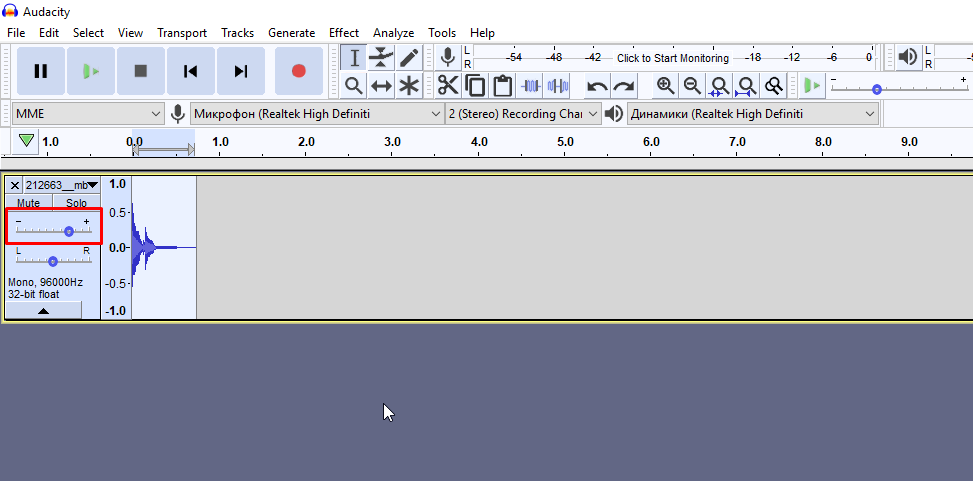 Audacity
File Edit Select View Transport Tracks Generate Effect Analyze Tools Help
L
R
-54 -48 -42 Click to Start Monitoring -18 -12 -6 0
L
R
- +
MME Микрофон (Realtek High Definiti 2 (Stereo) Recording Chai Динамики (Realtek High Definiti
1.0 0.0 1.0 2.0 3.0 4.0 5.0 6.0 7.0 8.0 9.0
212663__mb
Mute Solo
- +
L R
Mono, 96000Hz
32-bit float
1.0
0.5
0.0
-0.5
-1.0